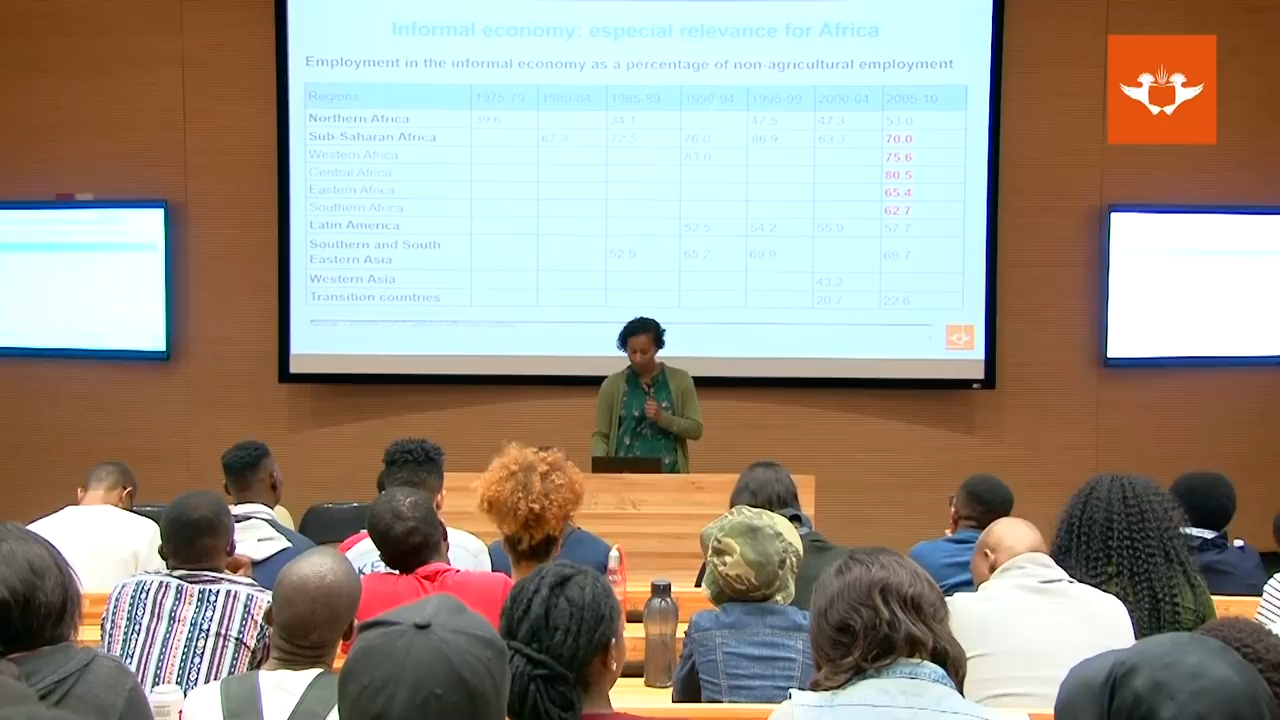 Informal economy: especial relevance for Africa
Employment in the informal economy as a percentage of non-agricultural employment
Regions 1975-79 1980-84 1985-89 1990-94 1995-99 2000-04 2005-10
Northern Africa 39.6 34.1 47.5 47.3 53.0
Sub-Saharan Africa 67.3 72.5 76.0 86.9 63.3 70.0
Western Africa 83.0 75.6
Central Africa 80.5
Eastern Africa 65.4
Southern Africa 62.7
Latin America 52.5 54.2 55.9 57.7
Southern and South
Eastern Asia 52.9 65.2 69.9 69.7
Western Asia 43.2
Transition countries 20.7 22.6